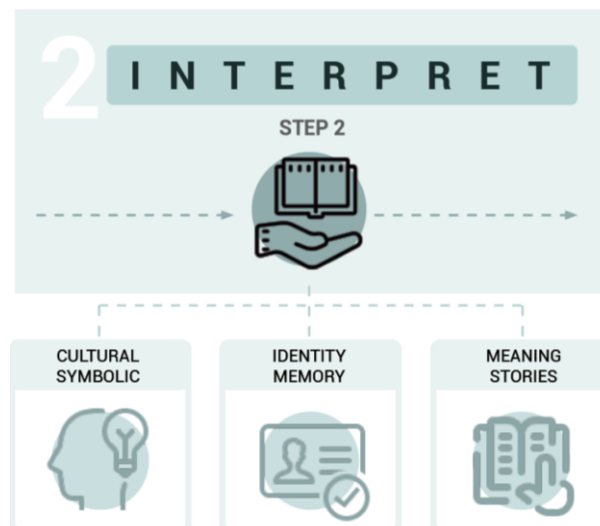 2
INTERPRET
STEP 2
CULTURAL
SYMBOLIC
IDENTITY
MEMORY
MEANING
STORIES